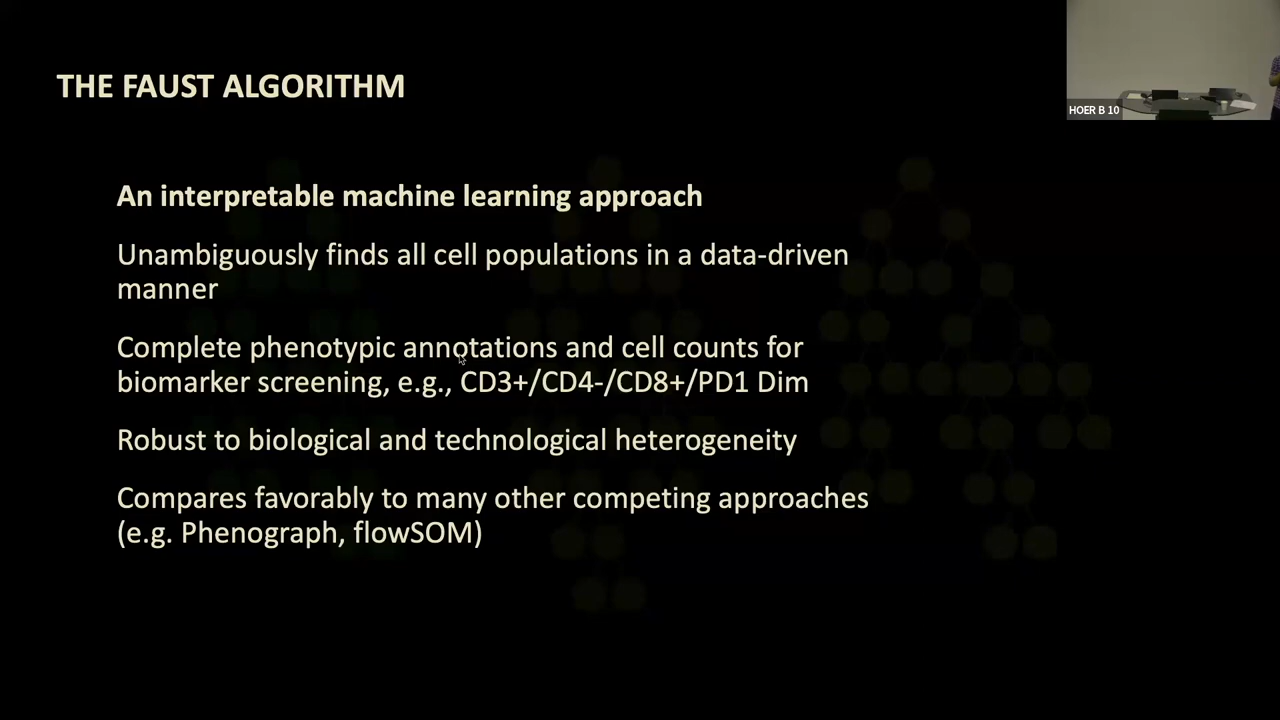 THE FAUST ALGORITHM
HOER B 10
An interpretable machine learning approach
Unambiguously finds all cell populations in a data-driven
manner
Complete phenotypic annotations and cell counts for
biomarker screening, e.g., CD3+/CD4-/CD8+/PD1 Dim
Robust to biological and technological heterogeneity
Compares favorably to many other competing approaches
(e.g. Phenograph, flowSOM)